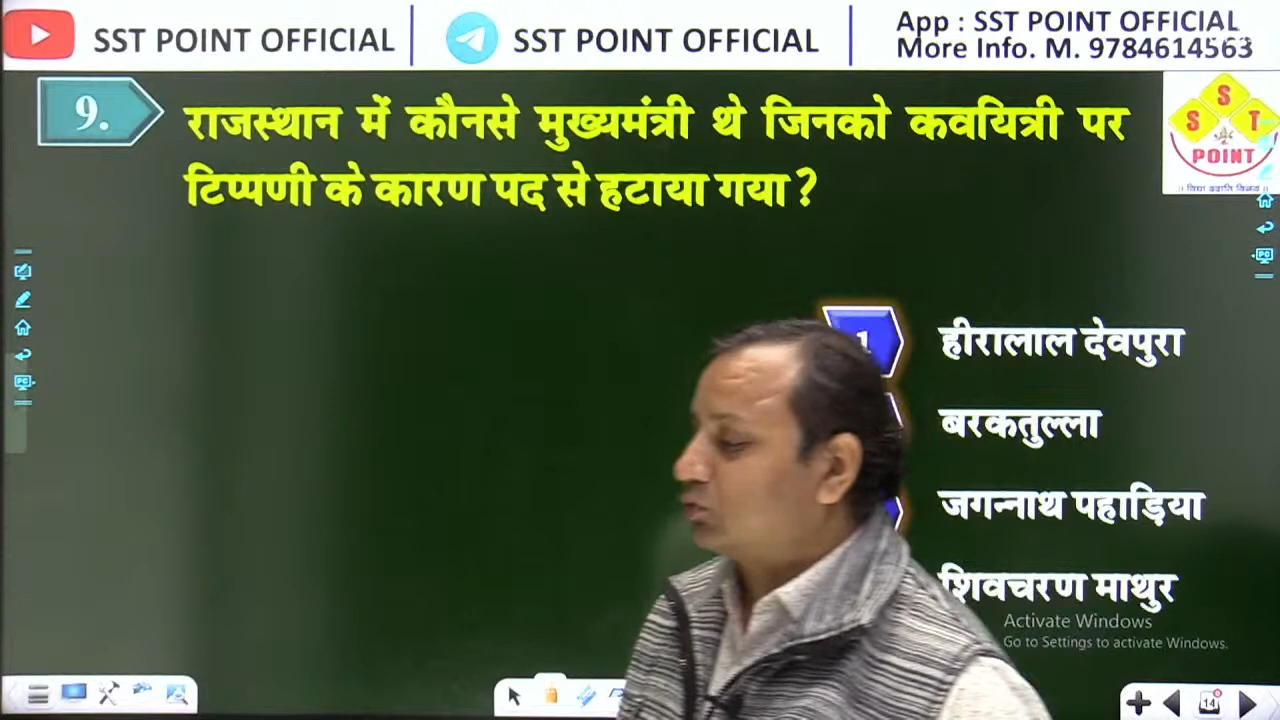 SST POINT OFFICIAL
SST POINT OFFICIAL
App : SST POINT OFFICIAL
More Info. M. 9784614563
9.
राजस्थान में कौनसे मुख्यमंत्री थे जिनको कवयित्री पर
टिप्पणी के कारण पद से हटाया गया ?
S
S T
POINT
1
हीरालाल देवपुरा
बरकतुल्ला
जगन्नाथ पहाड़िया
शिवचरण माथुर
Activate Windows
Go to Settings to activate Windows.
14